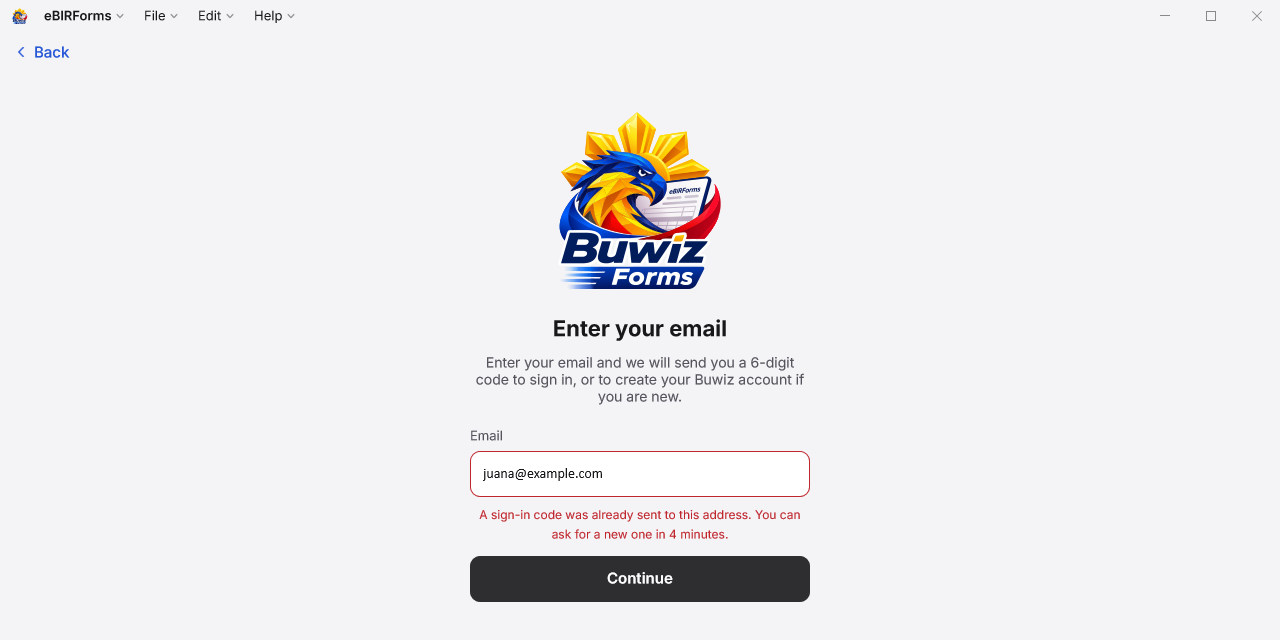 eBIRForms File Edit Help
Back
eBIRForms
Buwiz
Forms
Enter your email
Enter your email and we will send you a 6-digit
code to sign in, or to create your Buwiz account if
you are new.
Email
juana@example.com
A sign-in code was already sent to this address. You can
ask for a new one in 4 minutes.
Continue